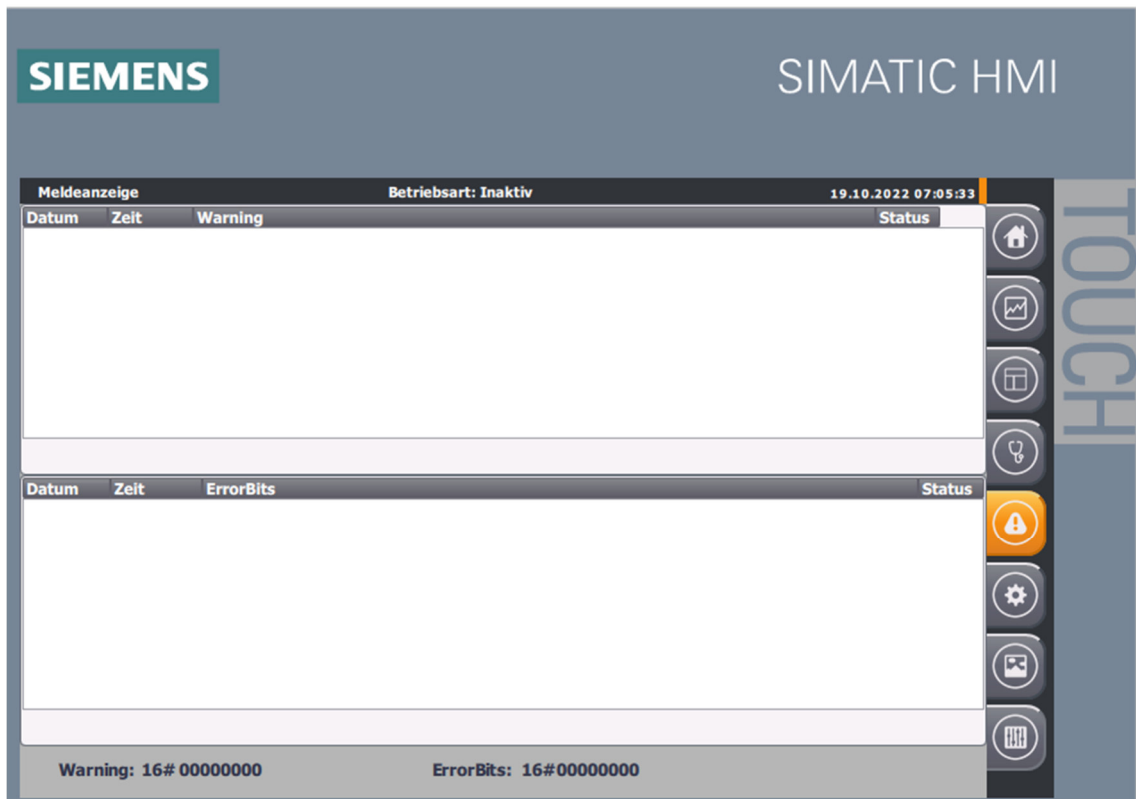 SIEMENS
SIMATIC HMI
TOUCH
Meldeanzeige Betriebsart: Inaktiv 19.10.2022 07:05:33
Datum Zeit Warning Status
Datum Zeit ErrorBits Status
Warning: 16# 00000000 ErrorBits: 16#00000000